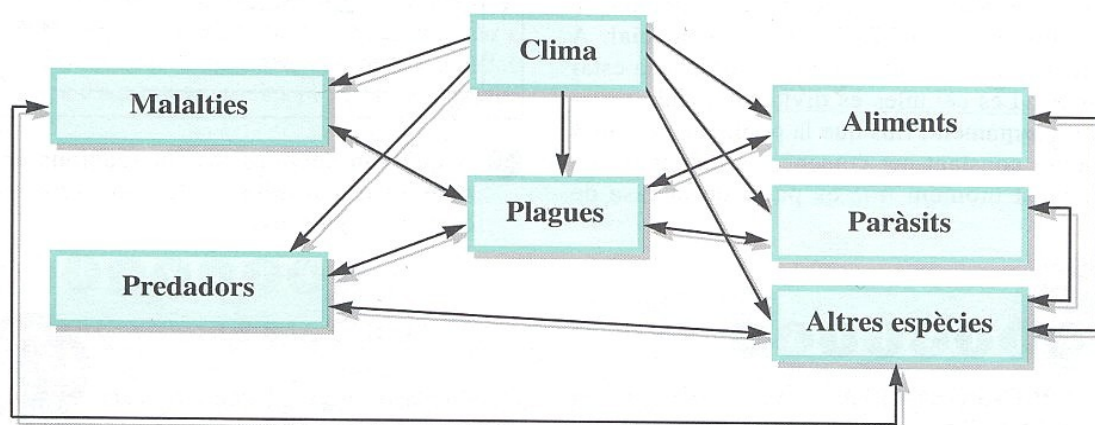 Clima
Malalties
Aliments
Plagues
Paràsits
Predadors
Altres espècies